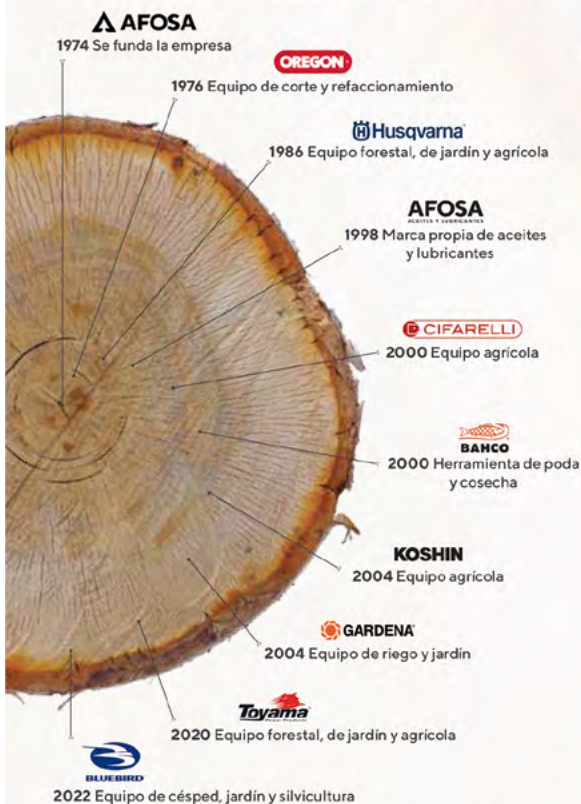 AFOSA
1974 Se funda la empresa
OREGON
1976 Equipo de corte y refaccionamiento
Husqvarna
1986 Equipo forestal, de jardín y agrícola
AFOSA
ACEITES Y LUBRICANTES
1998 Marca propia de aceites
y lubricantes
CIFARELLI
2000 Equipo agrícola
BAHCO
2000 Herramienta de poda
y cosecha
KOSHIN
2004 Equipo agrícola
GARDENA
2004 Equipo de riego y jardín
Toyama
2020 Equipo forestal, de jardín y agrícola
BLUEBIRD
2022 Equipo de césped, jardín y silvicultura